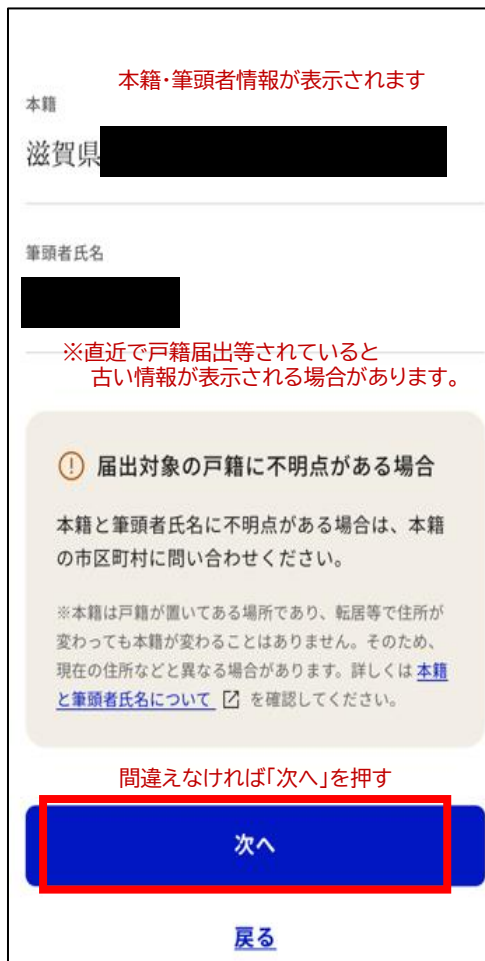 本籍・筆頭者情報が表示されます
本籍
滋賀県
筆頭者氏名
※直近で戸籍届出等されていると
古い情報が表示される場合があります。
届出対象の戸籍に不明点がある場合
本籍と筆頭者氏名に不明点がある場合は、本籍
の市区町村に問い合わせください。
※本籍は戸籍が置いてある場所であり、転居等で住所が
変わっても本籍が変わることはありません。そのため、
現在の住所などと異なる場合があります。詳しくは 本籍
と筆頭者氏名について を確認してください。
間違えなければ「次へ」を押す
次へ
戻る